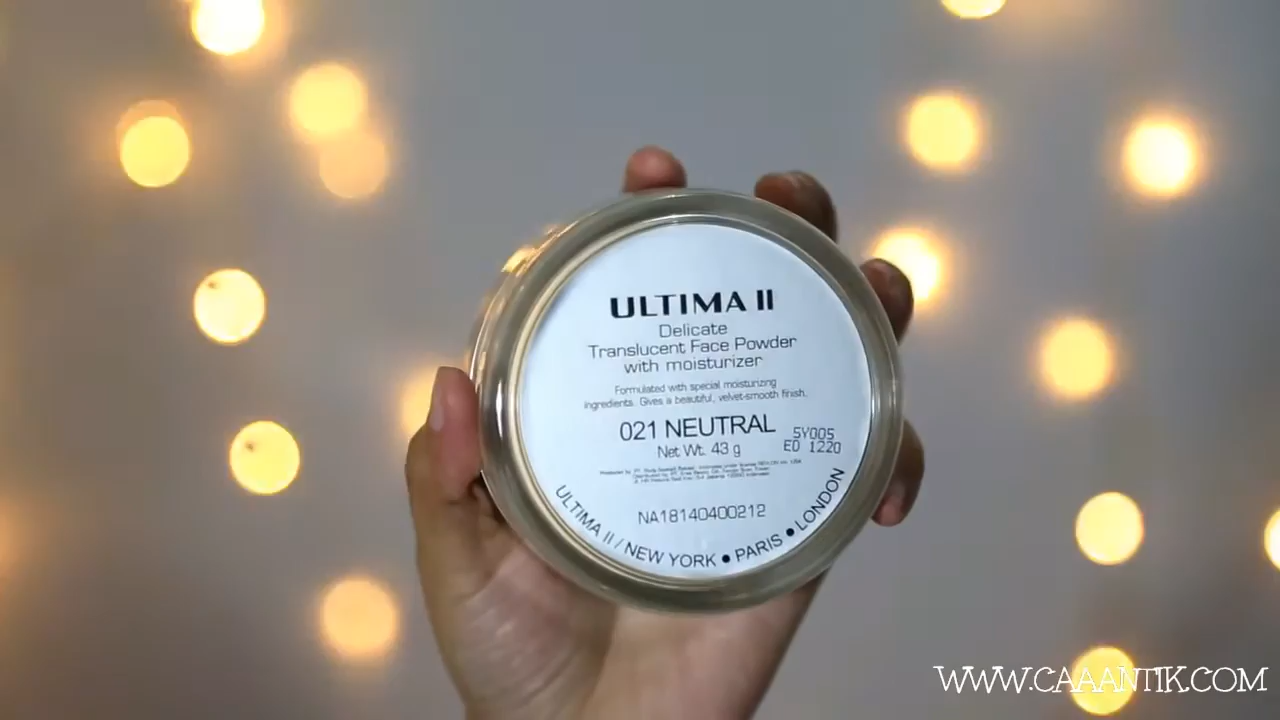 ULTIMA II
Delicate
Translucent Face Powder
with moisturizer
Formulated with special moisturizing
ingredients. Gives a beautiful, velvet-smooth finish.
021 NEUTRAL
5Y005
Net Wt. 43 g
ED 1220
NA18140400212
ULTIMA II / NEW YORK • PARIS • LONDON
WWW.CAAANTIK.COM